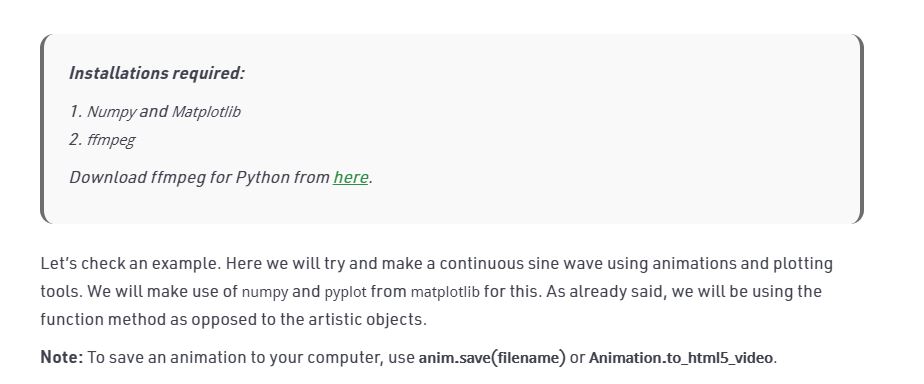 Installations required:
1. Numpy and Matplotlib
2. ffmpeg
Download ffmpeg for Python from here.
Let’s check an example. Here we will try and make a continuous sine wave using animations and plotting
tools. We will make use of numpy and pyplot from matplotlib for this. As already said, we will be using the
function method as opposed to the artistic objects.
Note: To save an animation to your computer, use anim.save(filename) or Animation.to_html5_video.